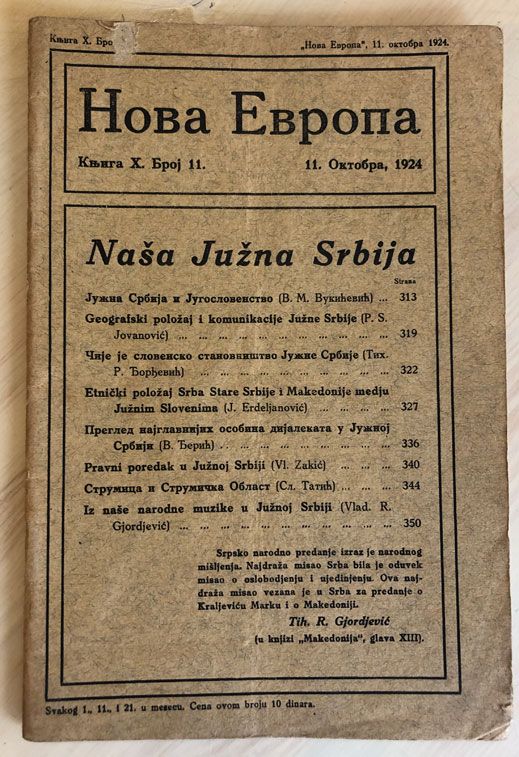 Књига X. Број
„Нова Европа", 11. октобра 1924.
Нова Европа
Књига X. Број 11.
11. Октобра, 1924
Naša Južna Srbija
Strana
Јужна Србија и Југословенство (В. М. Вукићевић) ... 313
Geografski položaj i komunikacije Južne Srbije (P. S.
Jovanović) ... ... ... ... ... ... ... ... ... ... ... 319
Чије је словенско становништво Јужне Србије (Тих.
Р. Ђорђевић) ... ... ... ... ... ... ... ... ... ... 322
Etnički položaj Srba Stare Srbije i Makedonije medju
Južnim Slovenima (J. Erdeljanović) ... ... ... ... 327
Преглед најглавнијих особина дијалеката у Јужној
Србији (В. Ђерић) . . ... ... ... ... ... ... ... ... 336
Pravni poredak u Južnoj Srbiji (Vl. Zakić) ... ... ... 340
Струмица и Струмичка Област (Сл. Татић) ... ... ... 344
Iz naše narodne muzike u Južnoj Srbiji (Vlad. R.
Gjordjević) ... ... ... ... ... ... ... ... ... ... ... 350
Srpsko narodno predanje izraz je narodnog
mišljenja. Najdraža misao Srba bila je oduvek
misao o oslobodjenju i ujedinjenju. Ova naj-
draža misao vezana je u Srba za predanje o
Kraljeviću Marku i o Makedoniji.
Tih. R. Gjordjević
(u knjizi „Makedonija", glava XIII).
Svakog 1., 11., i 21. u mesecu. Cena ovom broju 10 dinara.